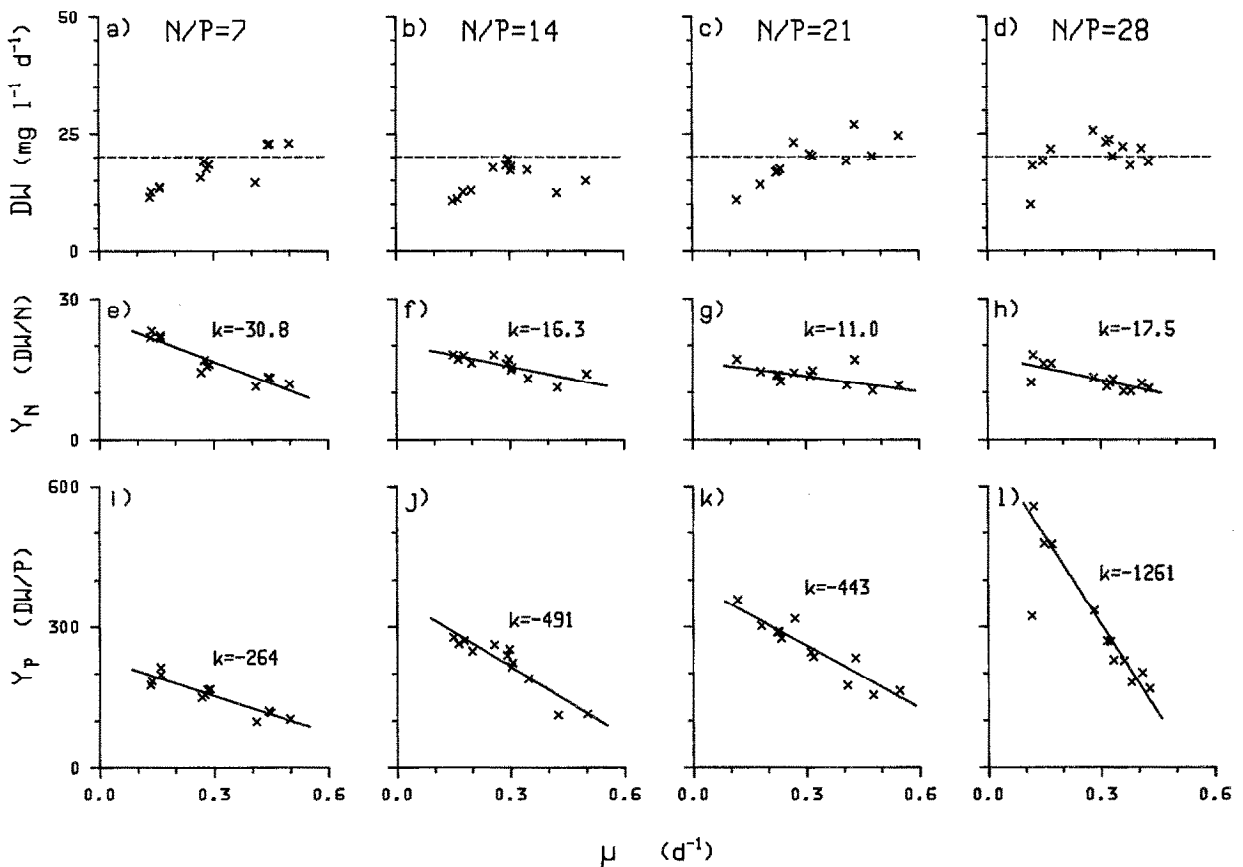 50
a) N/P=7
b) N/P=14
c) N/P=21
d) N/P=28
DW (mg l⁻¹ d⁻¹)
25
0
30
e)
k=-30.8
f)
k=-16.3
g)
k=-11.0
h)
k=-17.5
Y_N (DW/N)
0
600
i)
k=-264
j)
k=-491
k)
k=-443
l)
k=-1261
Y_P (DW/P)
300
0
0.0 0.3 0.6
0.0 0.3 0.6
0.0 0.3 0.6
0.0 0.3 0.6
μ (d⁻¹)